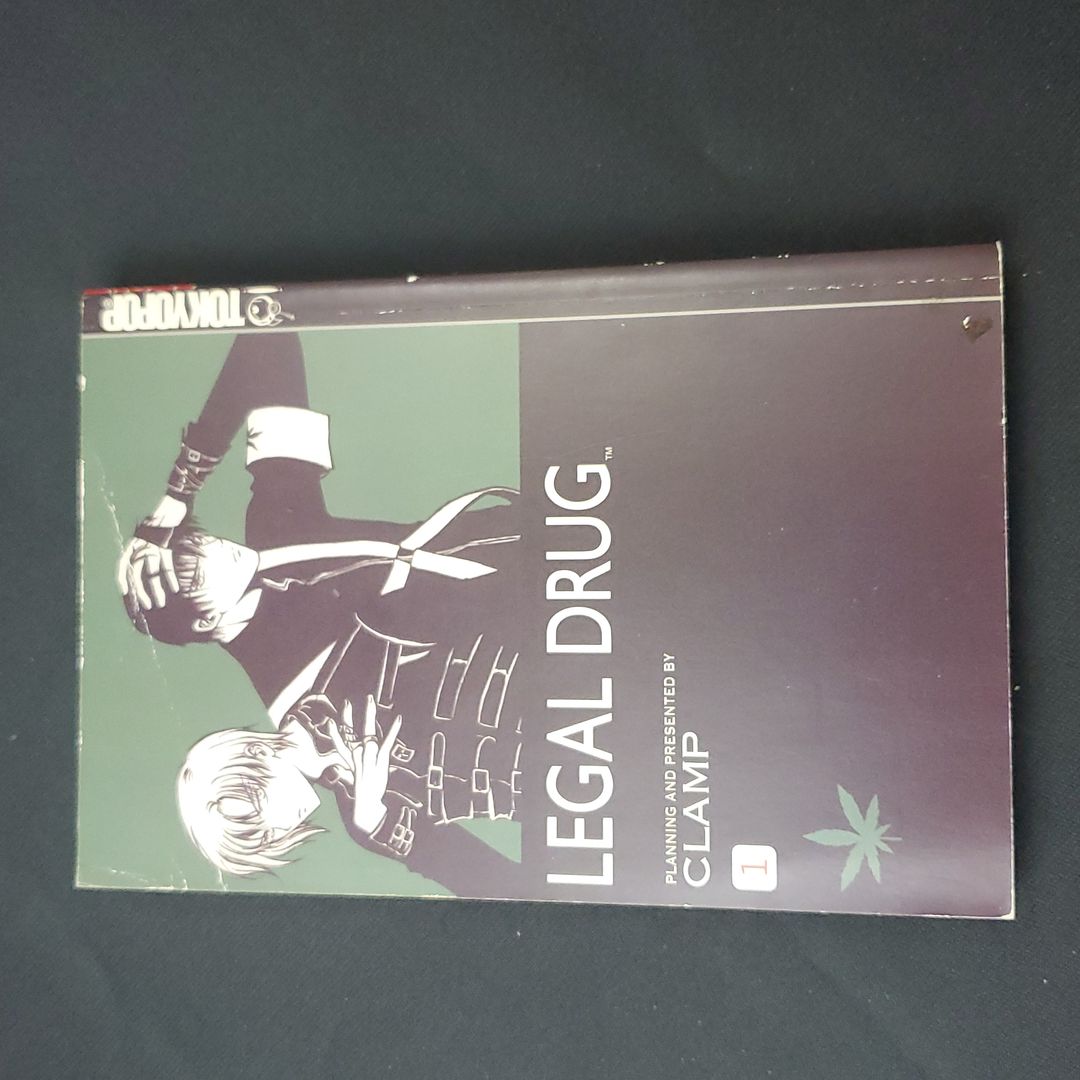 TOKYOPOP®
LEGAL DRUG™
PLANNING AND PRESENTED BY
CLAMP
1